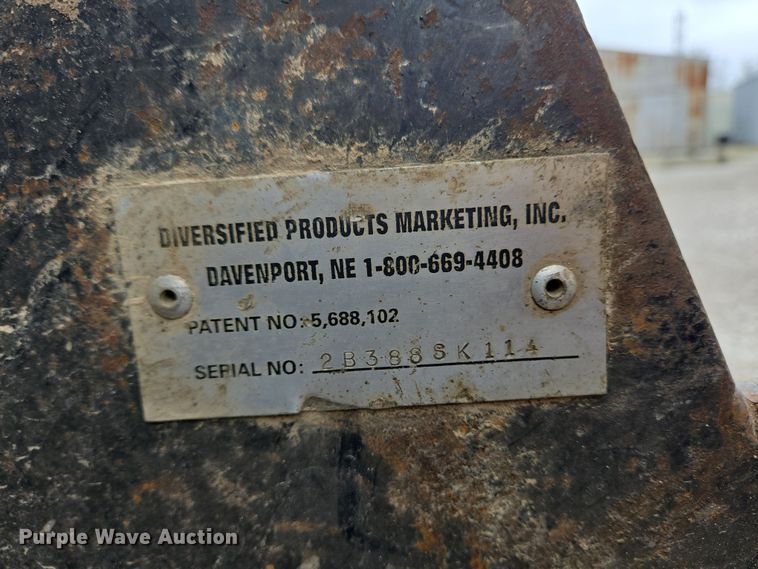 DIVERSIFIED PRODUCTS MARKETING, INC.
DAVENPORT, NE 1-800-669-4408
PATENT NO: 5,688,102
SERIAL NO: 2B388SK114
Purple Wave Auction